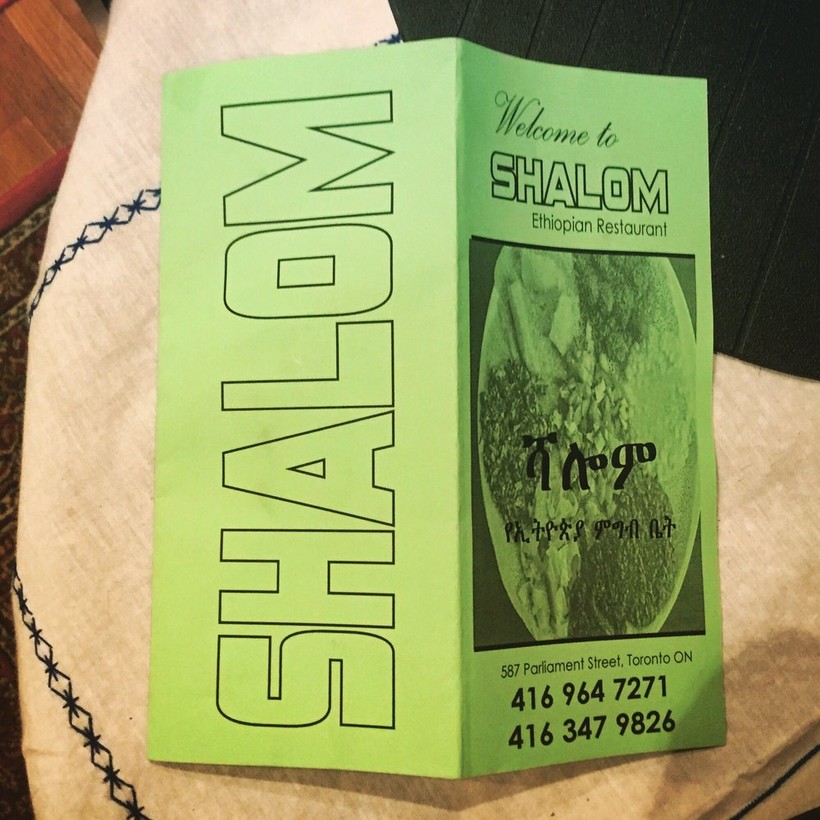 SHALOM
Welcome to
SHALOM
Ethiopian Restaurant
ሻሎም
የኢትዮጵያ ምግብ ቤት
587 Parliament Street, Toronto ON
416 964 7271
416 347 9826